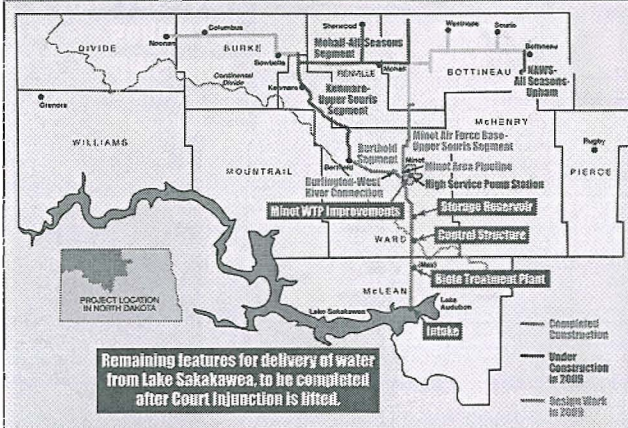 Columbus
Noonan
DIVIDE
BURKE
Bowbells
Continental
Divide
Kenmare
Sherwood
Mohall-All Seasons
Segment
RENVILLE
Mohall
Kenmare-
Upper Souris
Segment
Westhope
Souris
Bottineau
BOTTINEAU
NAWS-
All Seasons-
Upham
Grenora
WILLIAMS
MOUNTRAIL
Berthold
Segment
Berthold
Burlington-West
River Connection
McHENRY
Minot Air Force Base-
Upper Souris Segment
Minot
Minot Area Pipeline
High Service Pump Station
Rugby
PIERCE
Minot WTP Improvements
Storage Reservoir
WARD
Control Structure
(Max)
Biota Treatment Plant
McLEAN
Lake Sakakawea
Lake
Audubon
Intake
PROJECT LOCATION
IN NORTH DAKOTA
Remaining features for delivery of water
from Lake Sakakawea, to be completed
after Court Injunction is lifted.
Completed
Construction
Under
Construction
in 2009
Design Work
in 2009